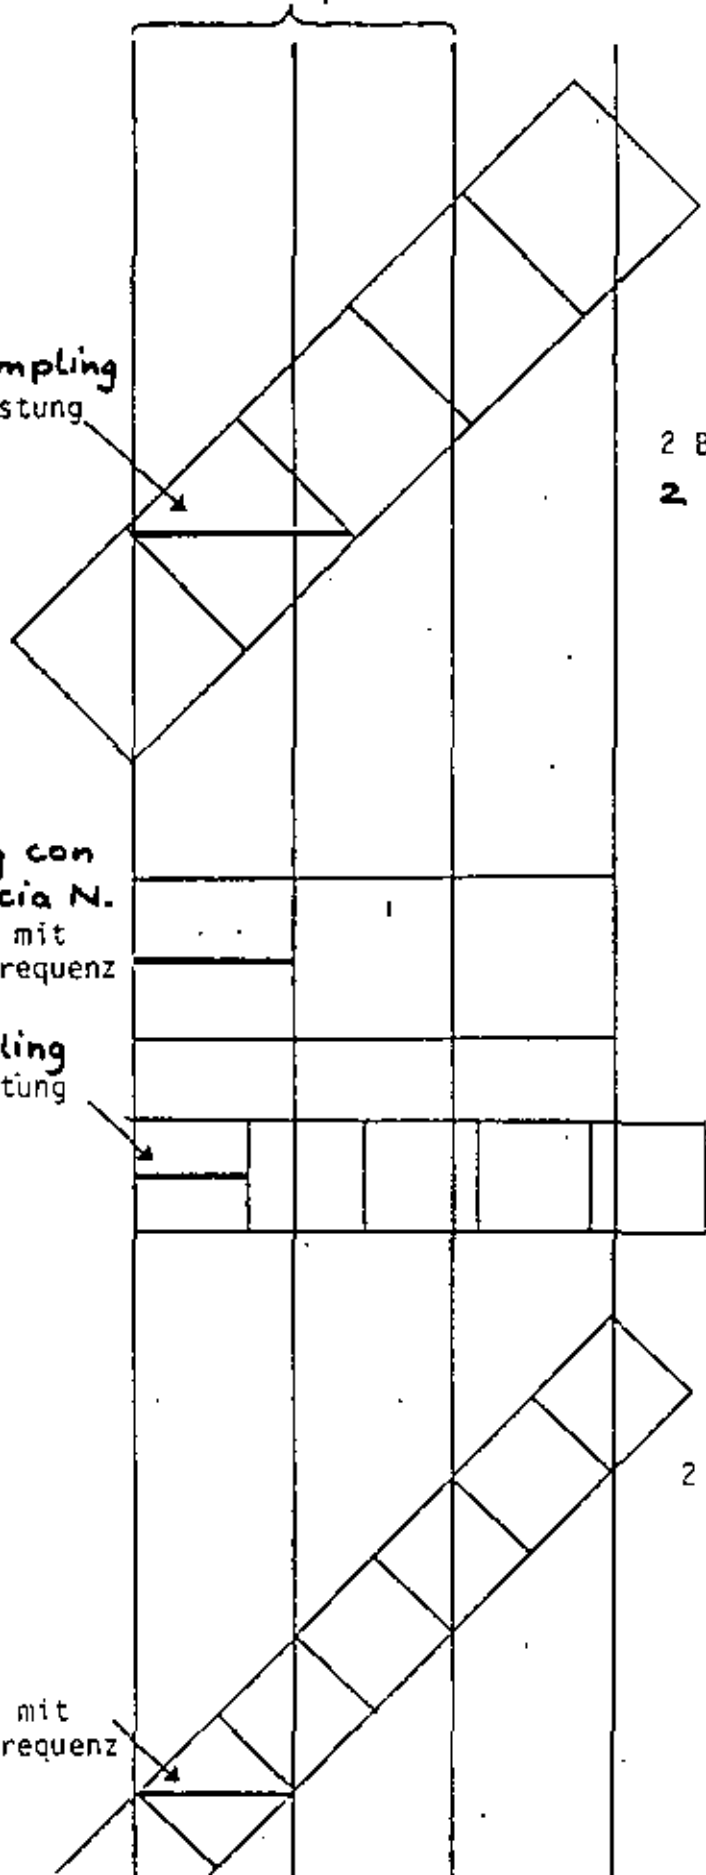 mpling
stung
2 B
2
g con
cia N.
mit
requenz
ling
tung
2
mit
requenz